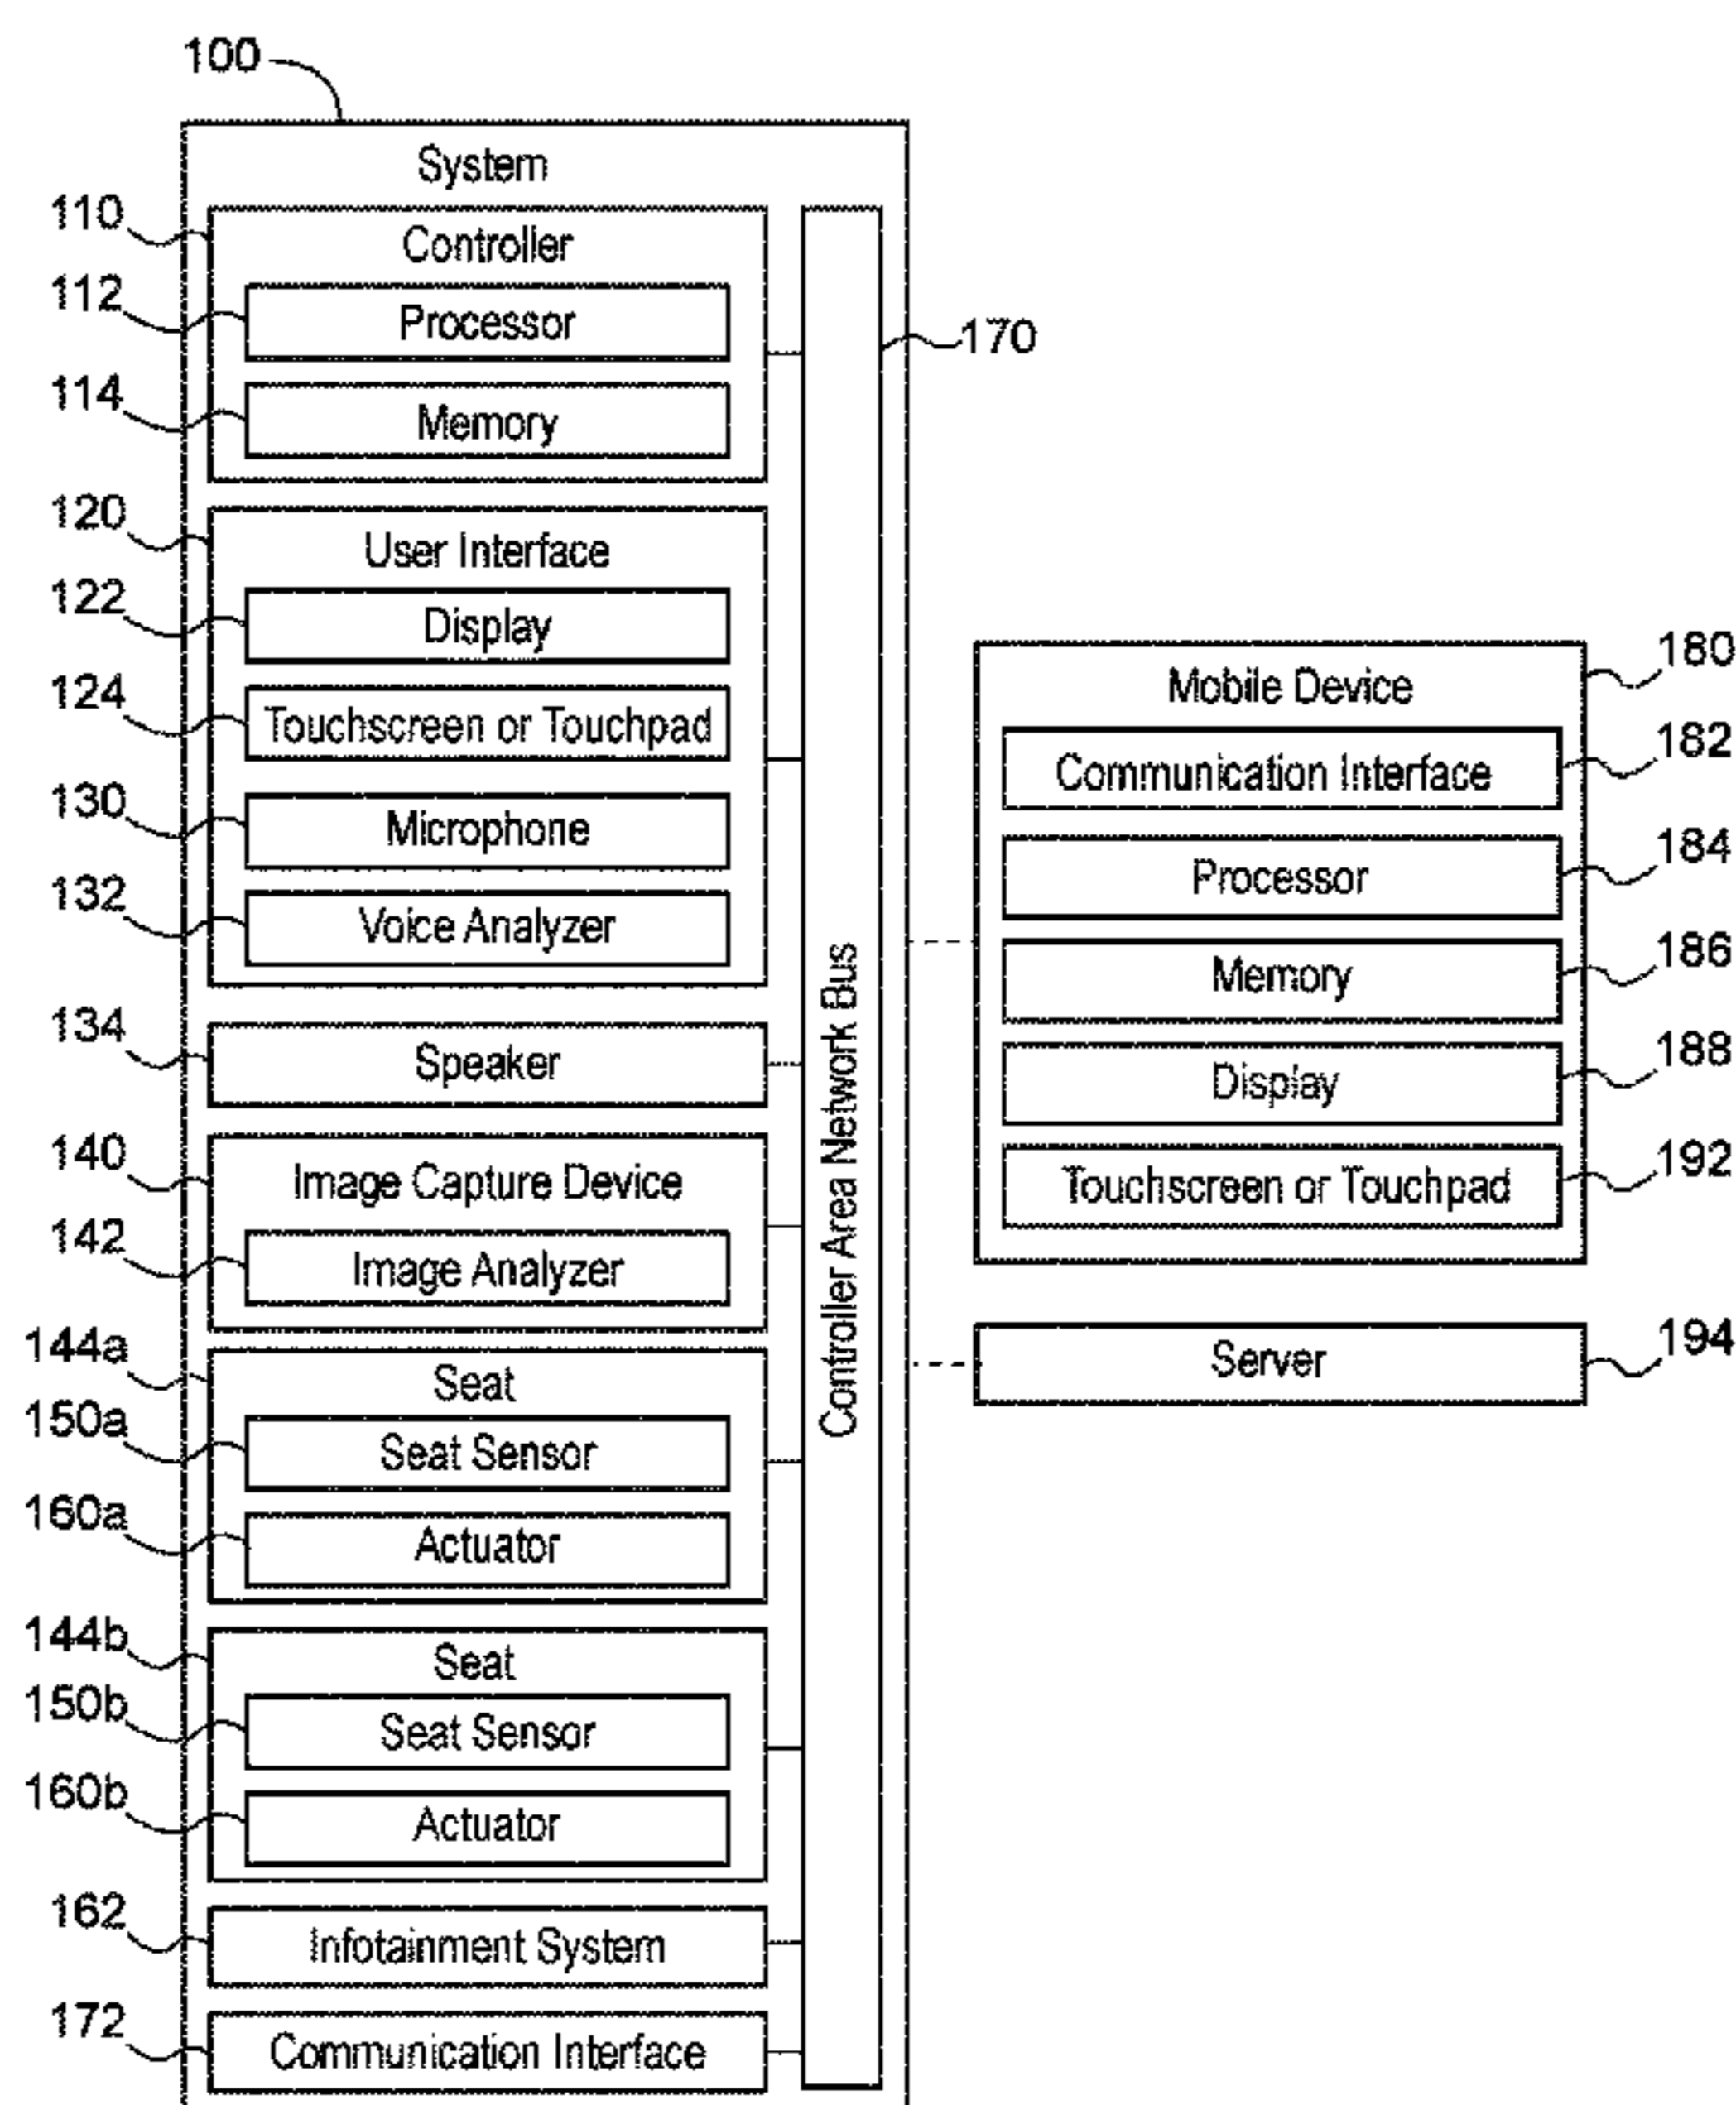 100
System
110
Controller
112
Processor
170
114
Memory
120
User Interface
122
Display
124
Touchscreen or Touchpad
130
Microphone
132
Voice Analyzer
134
Speaker
140
Image Capture Device
142
Image Analyzer
144a
Seat
150a
Seat Sensor
160a
Actuator
144b
Seat
150b
Seat Sensor
160b
Actuator
162
Infotainment System
172
Communication Interface
Controller Area Network Bus
180
Mobile Device
182
Communication Interface
184
Processor
186
Memory
188
Display
192
Touchscreen or Touchpad
194
Server